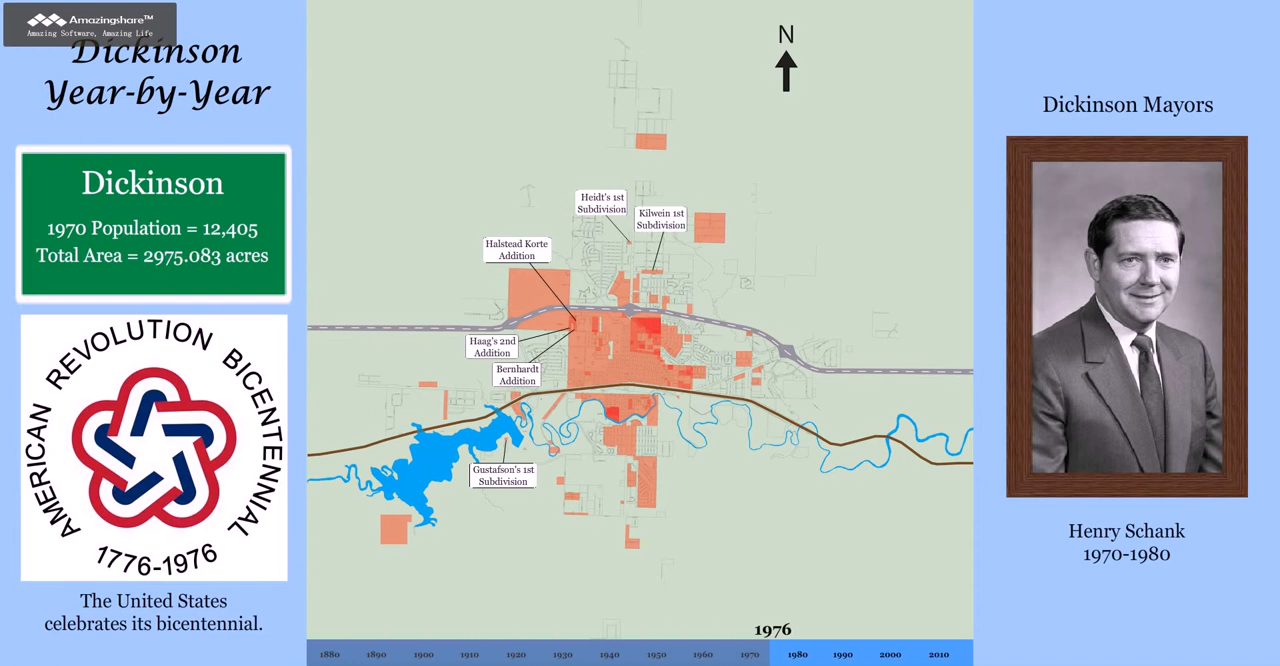 Amazingshare™
Amazing Software, Amazing Life
Dickinson
Year-by-Year
Dickinson
1970 Population = 12,405
Total Area = 2975.083 acres
AMERICAN REVOLUTION BICENTENNIAL
1776-1976
The United States
celebrates its bicentennial.
N
Heidt's 1st
Subdivision
Kilwein 1st
Subdivision
Halstead Korte
Addition
Haag's 2nd
Addition
Bernhardt
Addition
Gustafson's 1st
Subdivision
1976
1880 1890 1900 1910 1920 1930 1940 1950 1960 1970 1980 1990 2000 2010
Dickinson Mayors
Henry Schank
1970-1980